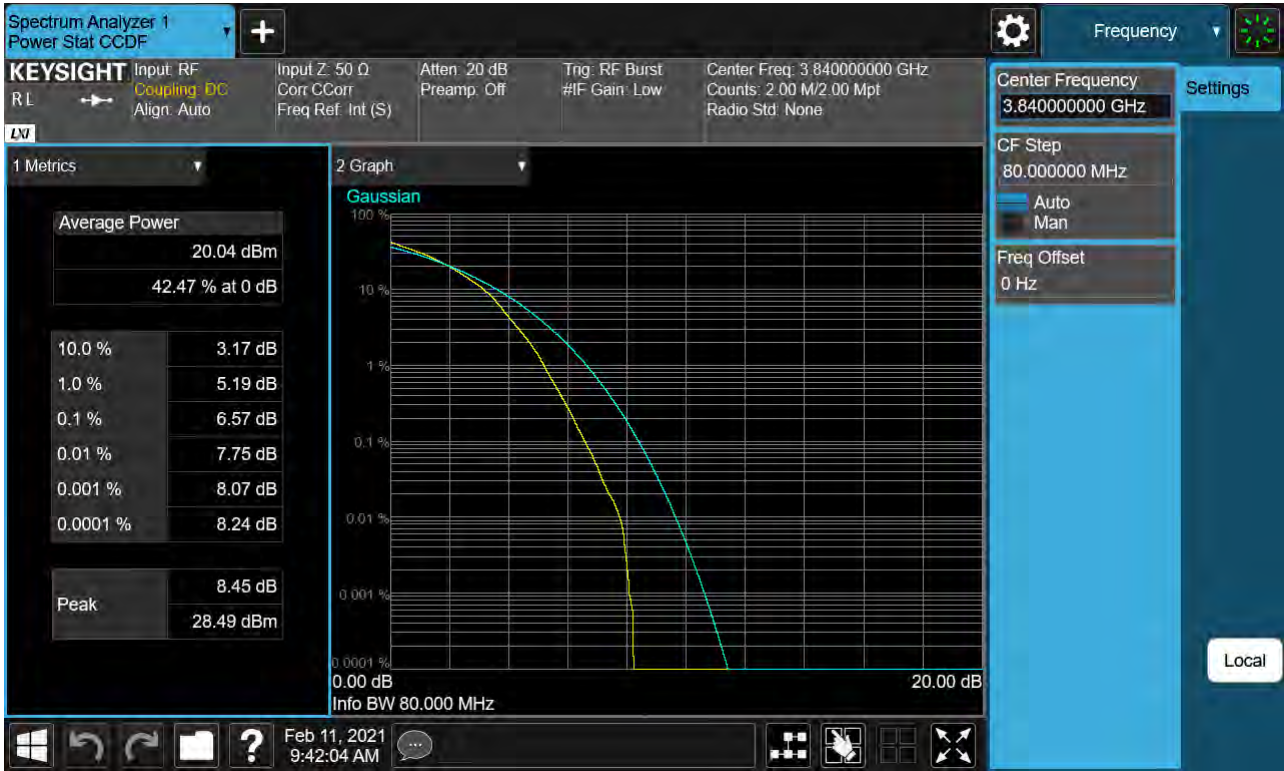 Spectrum Analyzer 1
Power Stat CCDF
Frequency
KEYSIGHT
R L
LXI
Input: RF
Coupling: DC
Align: Auto
Input Z: 50 Ω
Corr CCorr
Freq Ref: Int (S)
Atten: 20 dB
Preamp: Off
Trig: RF Burst
#IF Gain: Low
Center Freq: 3.840000000 GHz
Counts: 2.00 M/2.00 Mpt
Radio Std: None
Center Frequency
3.840000000 GHz
Settings
CF Step
80.000000 MHz
Auto
Man
Freq Offset
0 Hz
1 Metrics
Average Power
20.04 dBm
42.47 % at 0 dB
10.0 % 3.17 dB
1.0 % 5.19 dB
0.1 % 6.57 dB
0.01 % 7.75 dB
0.001 % 8.07 dB
0.0001 % 8.24 dB
Peak
8.45 dB
28.49 dBm
2 Graph
Gaussian
100 %
10 %
1 %
0.1 %
0.01 %
0.001 %
0.0001 %
0.00 dB 20.00 dB
Info BW 80.000 MHz
Local
?
Feb 11, 2021
9:42:04 AM